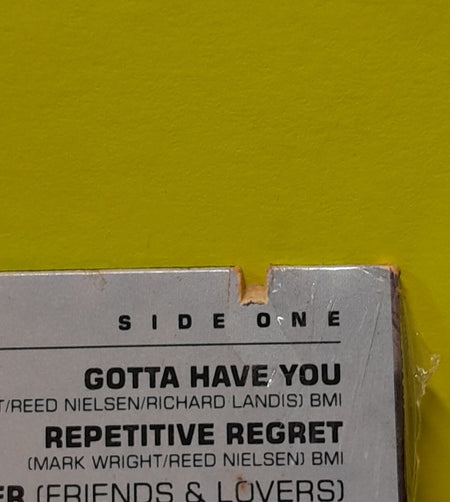 SIDE ONE
GOTTA HAVE YOU
/REED NIELSEN/RICHARD LANDIS) BMI
REPETITIVE REGRET
(MARK WRIGHT/REED NIELSEN) BMI
(FRIENDS & LOVERS)